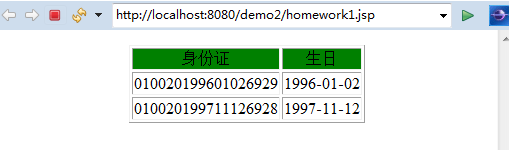 http://localhost:8080/demo2/homework1.jsp
身份证 生日
010020199601026929 1996-01-02
010020199711126928 1997-11-12